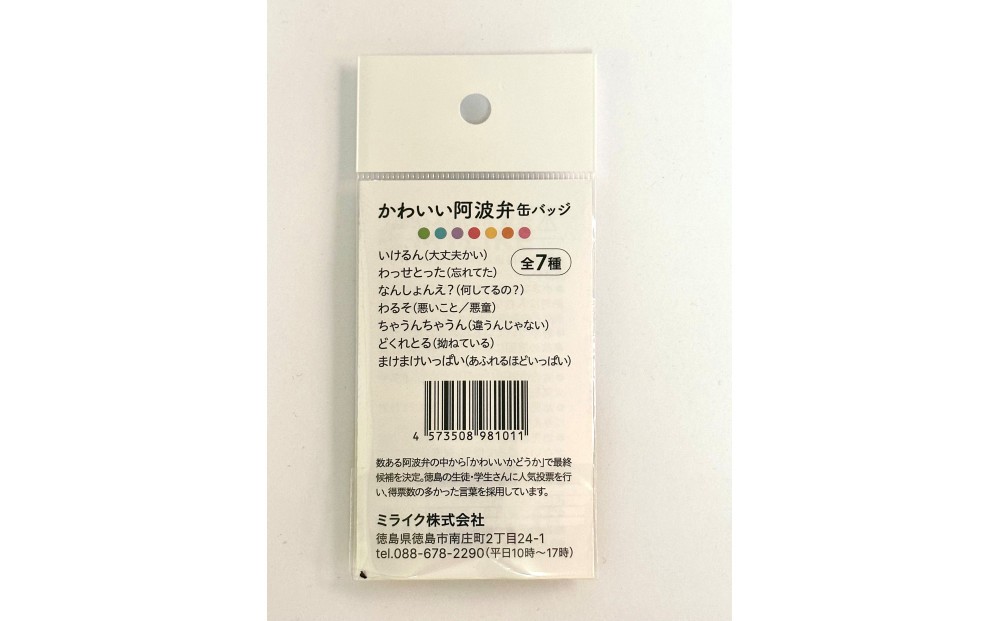 かわいい阿波弁缶バッジ
いけるん(大丈夫かい)
全7種
わっせとった(忘れてた)
なんしょんえ?(何してるの?)
わるそ(悪いこと/悪童)
ちゃうんちゃうん(違うんじゃない)
どくれとる(拗ねている)
まけまけいっぱい(あふれるほどいっぱい)
4 573508 981011
数ある阿波弁の中から「かわいいかどうか」で最終
候補を決定。徳島の生徒・学生さんに人気投票を行
い、得票数の多かった言葉を採用しています。
ミライク株式会社
徳島県徳島市南庄町2丁目24-1
tel.088-678-2290(平日10時〜17時)